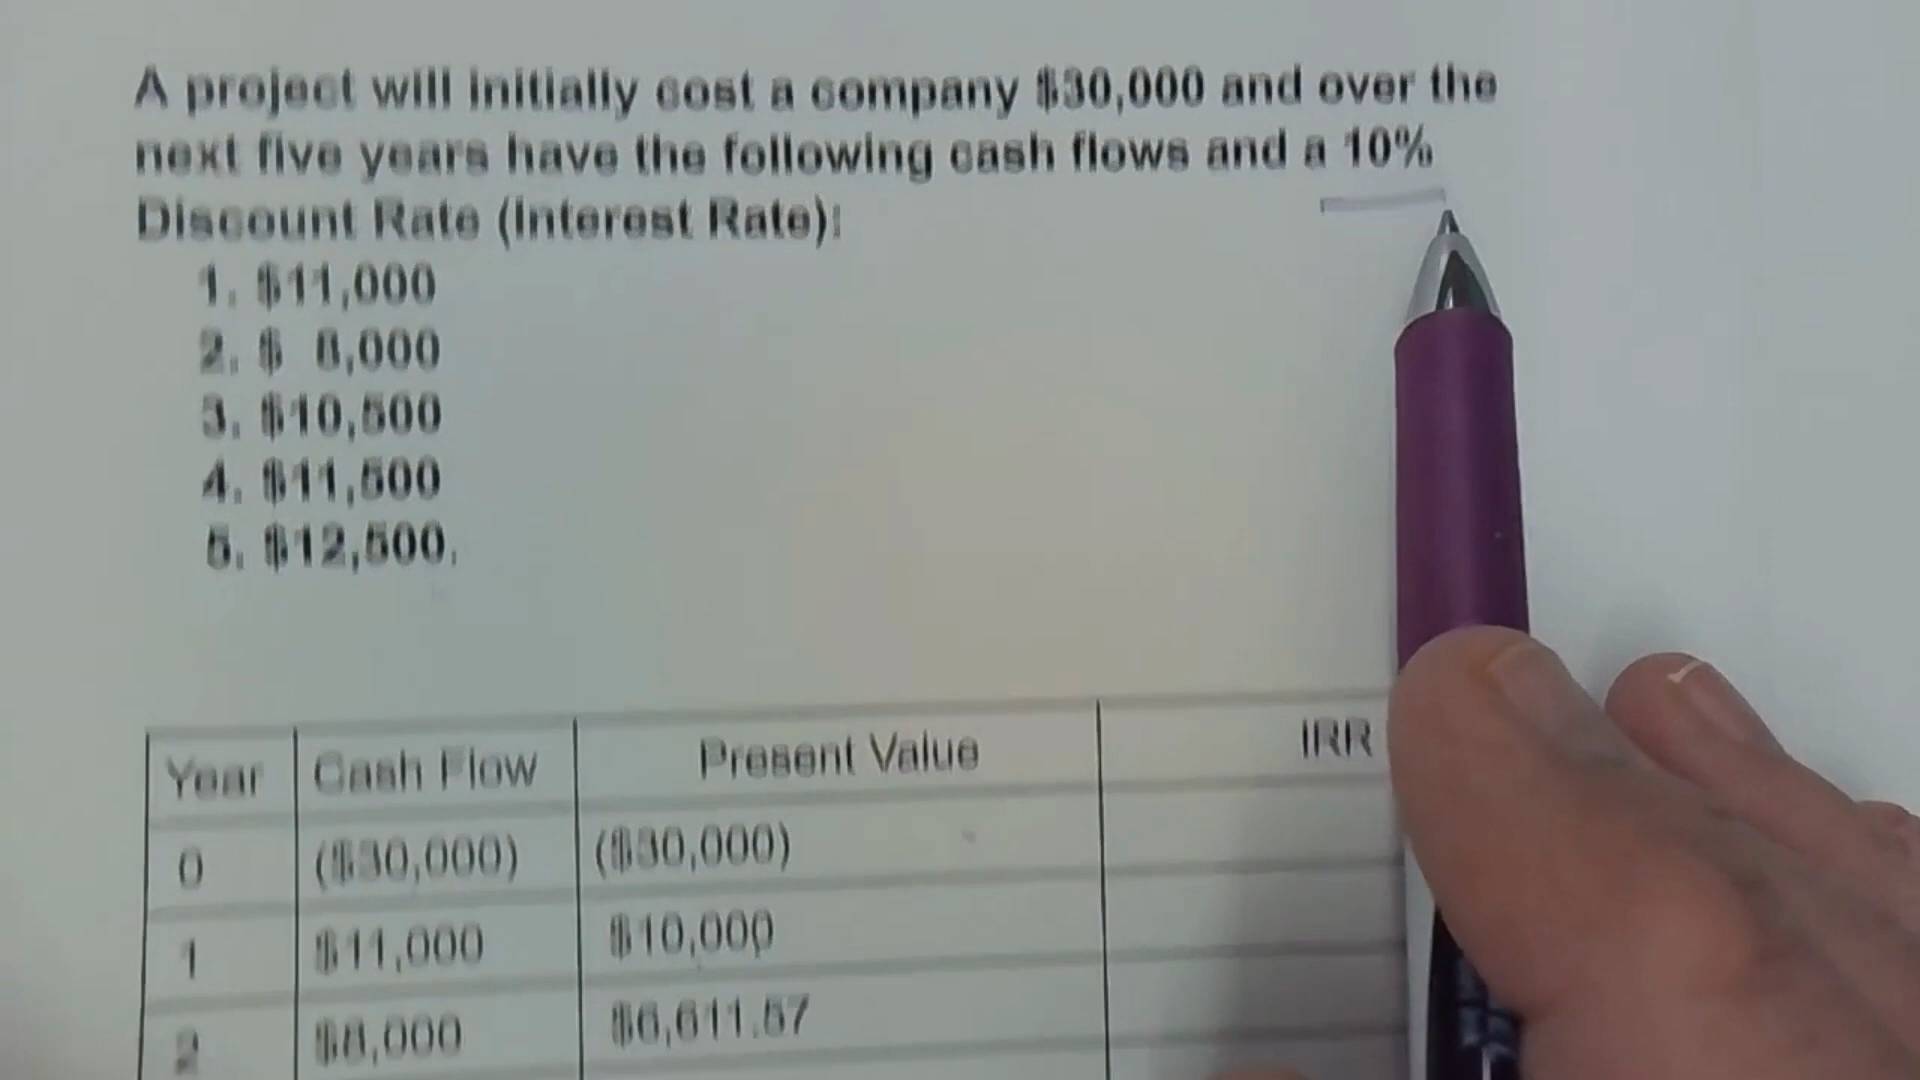 A project will initially cost a company $30,000 and over the
next five years have the following cash flows and a 10%
Discount Rate (Interest Rate):
1. $11,000
2. $ 8,000
3. $10,500
4. $11,500
5. $12,500.
Year Cash Flow Present Value IRR
0 ($30,000) ($30,000)
1 $11,000 $10,000
2 $8,000 $6,611.57